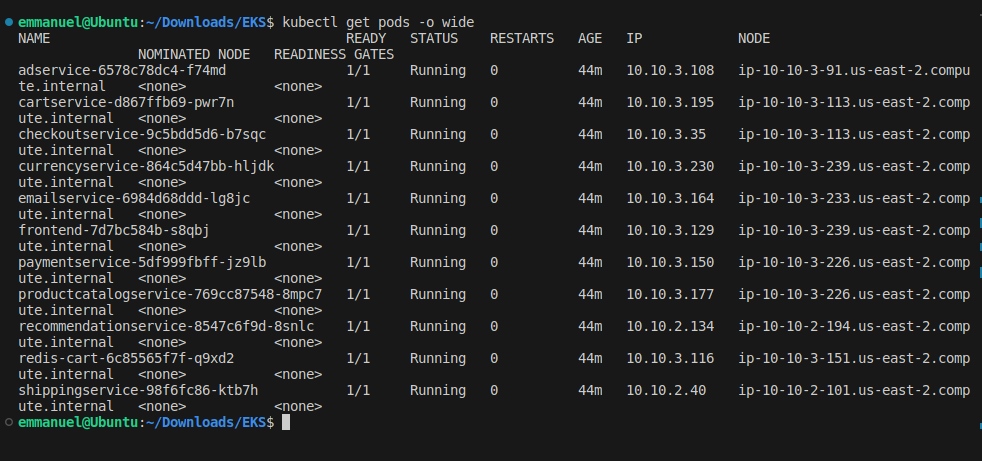 emmanuel@Ubuntu:~/Downloads/EKS$ kubectl get pods -o wide
NAME                                    READY   STATUS    RESTARTS   AGE   IP            NODE
               NOMINATED NODE   READINESS GATES
adservice-6578c78dc4-f74md              1/1     Running   0          44m   10.10.3.108   ip-10-10-3-91.us-east-2.compu
te.internal    <none>           <none>
cartservice-d867ffb69-pwr7n             1/1     Running   0          44m   10.10.3.195   ip-10-10-3-113.us-east-2.comp
ute.internal   <none>           <none>
checkoutservice-9c5bdd5d6-b7sqc         1/1     Running   0          44m   10.10.3.35    ip-10-10-3-113.us-east-2.comp
ute.internal   <none>           <none>
currencyservice-864c5d47bb-hljdk        1/1     Running   0          44m   10.10.3.230   ip-10-10-3-239.us-east-2.comp
ute.internal   <none>           <none>
emailservice-6984d68ddd-lg8jc           1/1     Running   0          44m   10.10.3.164   ip-10-10-3-233.us-east-2.comp
ute.internal   <none>           <none>
frontend-7d7bc584b-s8qbj                1/1     Running   0          44m   10.10.3.129   ip-10-10-3-239.us-east-2.comp
ute.internal   <none>           <none>
paymentservice-5df999fbff-jz9lb         1/1     Running   0          44m   10.10.3.150   ip-10-10-3-226.us-east-2.comp
ute.internal   <none>           <none>
productcatalogservice-769cc87548-8mpc7  1/1     Running   0          44m   10.10.3.177   ip-10-10-3-226.us-east-2.comp
ute.internal   <none>           <none>
recommendationservice-8547c6f9d-8snlc   1/1     Running   0          44m   10.10.2.134   ip-10-10-2-194.us-east-2.comp
ute.internal   <none>           <none>
redis-cart-6c85565f7f-q9xd2             1/1     Running   0          44m   10.10.3.116   ip-10-10-3-151.us-east-2.comp
ute.internal   <none>           <none>
shippingservice-98f6fc86-ktb7h          1/1     Running   0          44m   10.10.2.40    ip-10-10-2-101.us-east-2.comp
ute.internal   <none>           <none>
emmanuel@Ubuntu:~/Downloads/EKS$